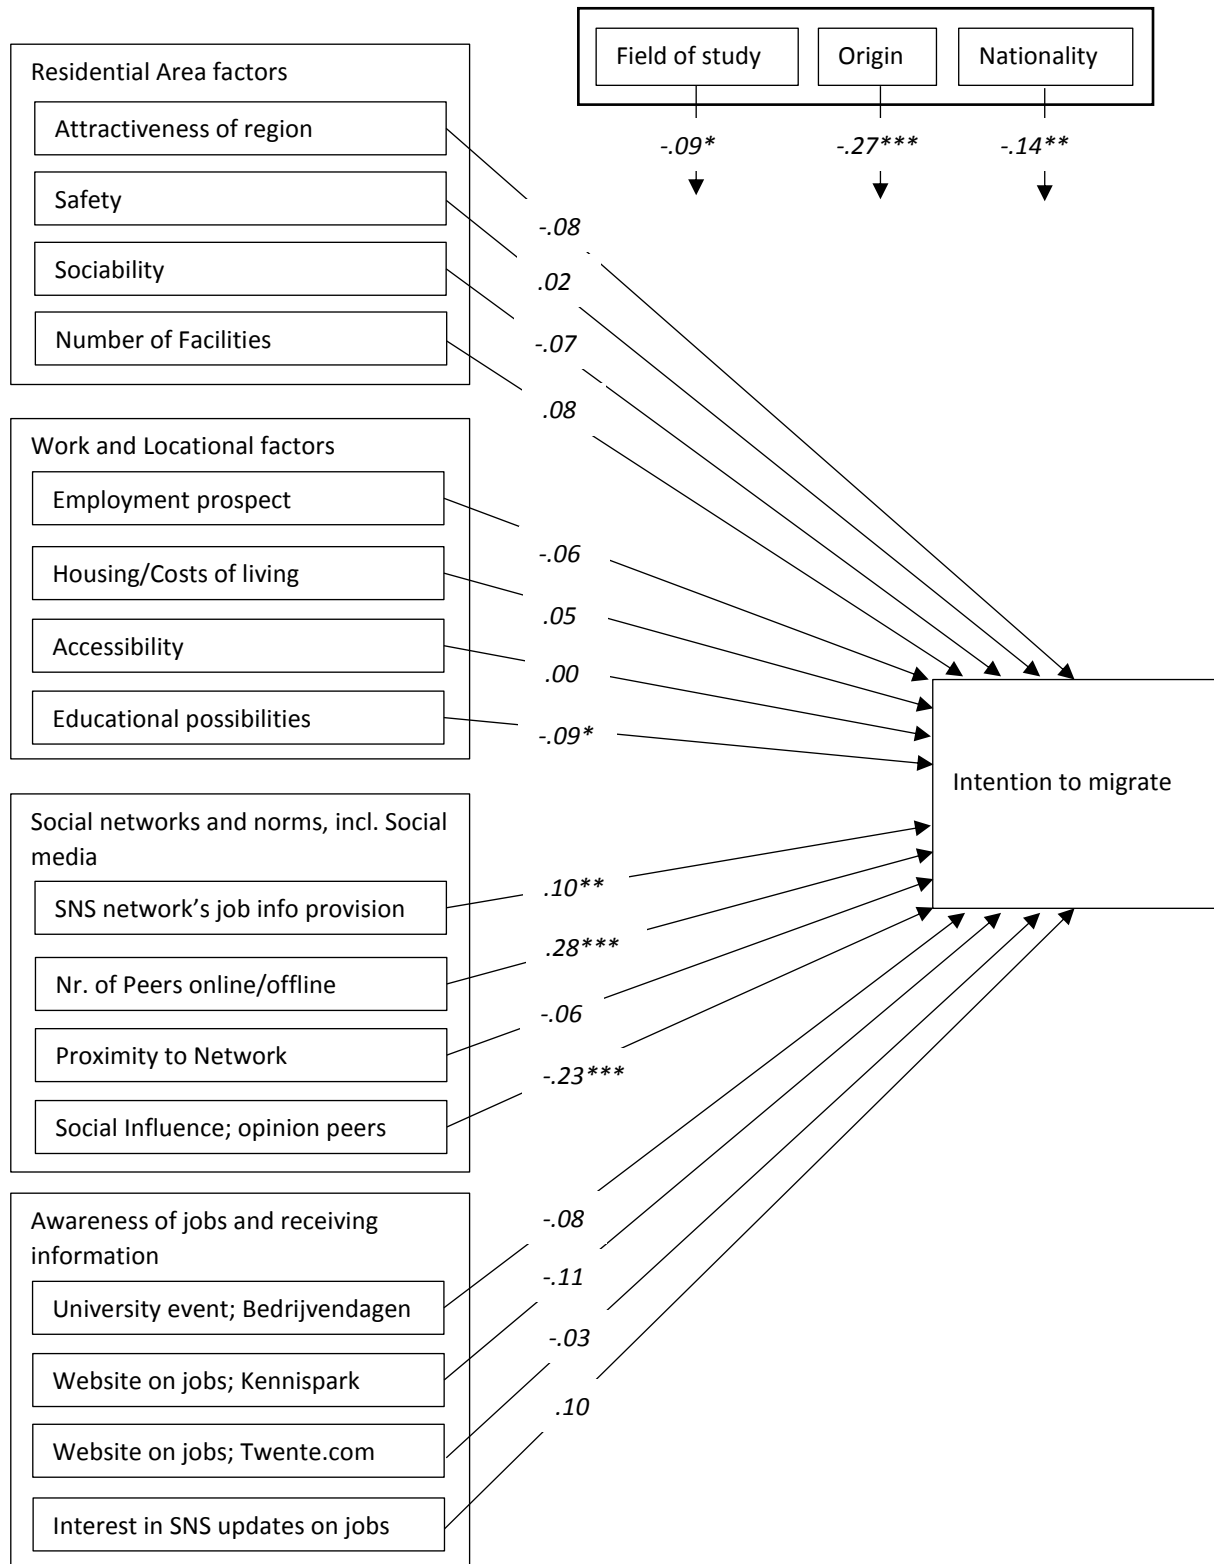 Field of study
Origin
Nationality
-.09*
-.27***
-.14**
Residential Area factors
Attractiveness of region
-.08
Safety
.02
Sociability
-.07
Number of Facilities
.08
Work and Locational factors
Employment prospect
-.06
Housing/Costs of living
.05
Accessibility
.00
Educational possibilities
-.09*
Intention to migrate
Social networks and norms, incl. Social
media
SNS network's job info provision
.10**
Nr. of Peers online/offline
.28***
Proximity to Network
-.06
Social Influence; opinion peers
-.23***
Awareness of jobs and receiving
information
University event; Bedrijvendagen
-.08
Website on jobs; Kennispark
-.11
Website on jobs; Twente.com
-.03
Interest in SNS updates on jobs
.10